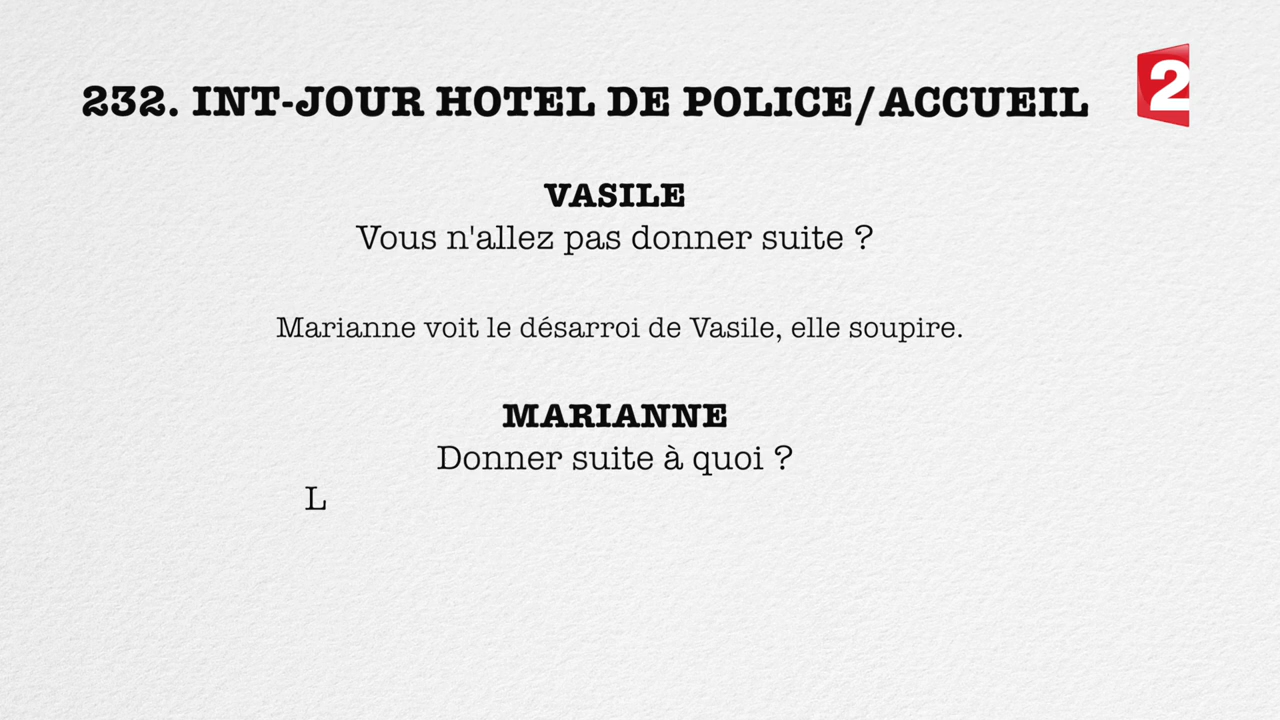 232. INT-JOUR HOTEL DE POLICE/ACCUEIL
2
VASILE
Vous n'allez pas donner suite ?
Marianne voit le désarroi de Vasile, elle soupire.
MARIANNE
Donner suite à quoi ?
L